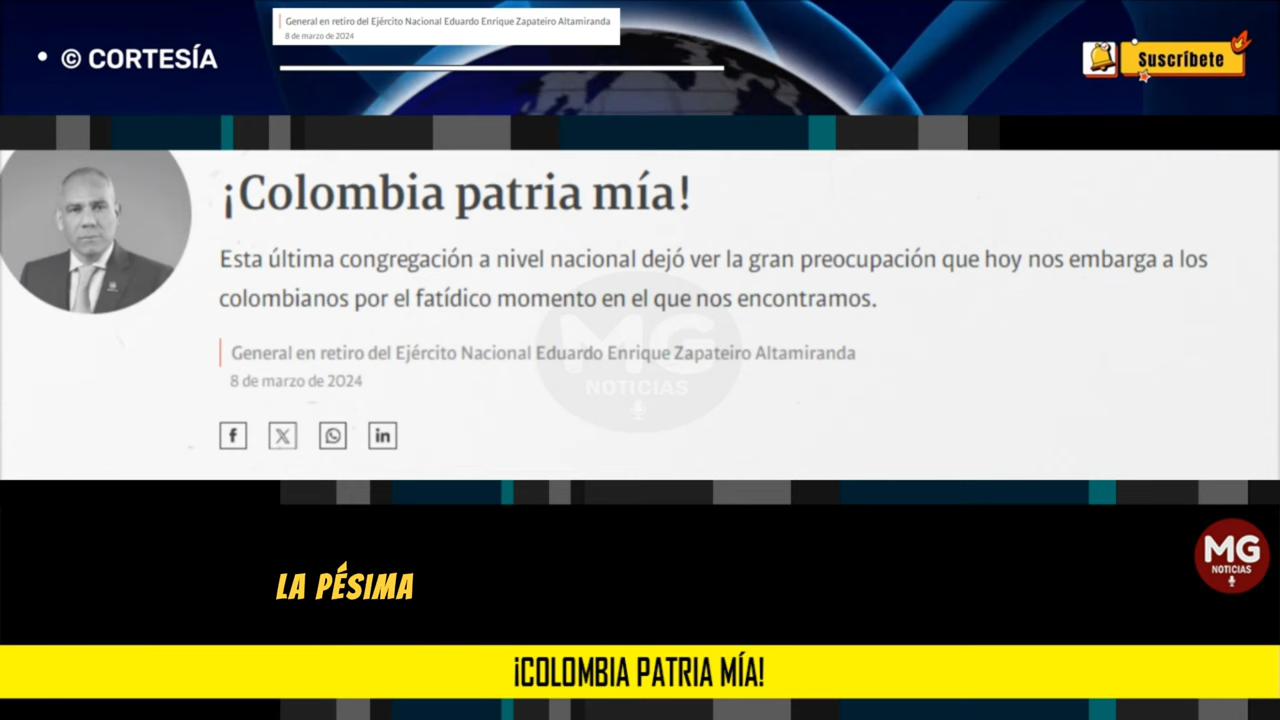 General en retiro del Ejército Nacional Eduardo Enrique Zapateiro Altamiranda
8 de marzo de 2024
• © CORTESÍA
Suscríbete
¡Colombia patria mía!
Esta última congregación a nivel nacional dejó ver la gran preocupación que hoy nos embarga a los
colombianos por el fatídico momento en el que nos encontramos.
General en retiro del Ejército Nacional Eduardo Enrique Zapateiro Altamiranda
8 de marzo de 2024
MG
NOTICIAS
LA PÉSIMA
MG
NOTICIAS
¡COLOMBIA PATRIA MÍA!